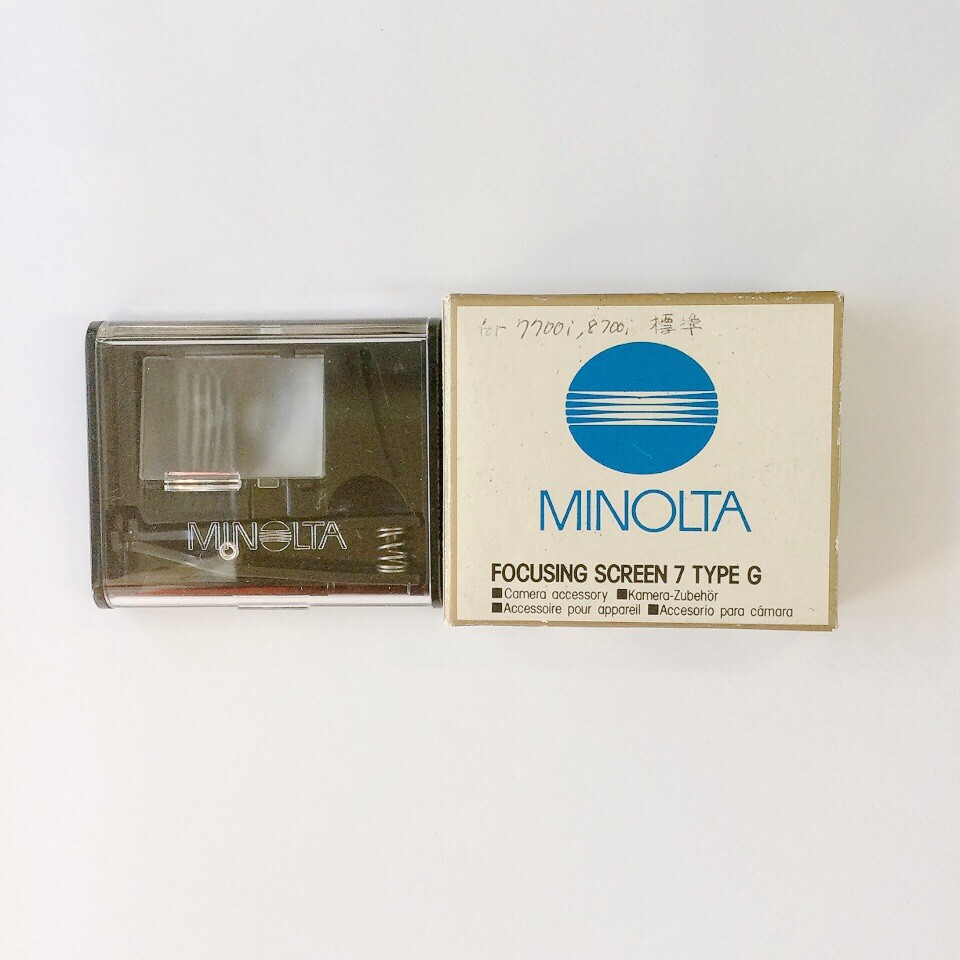 MINOLTA
for 7700i, 8700i 標準
MINOLTA
FOCUSING SCREEN 7 TYPE G
■Camera accessory ■Kamera-Zubehör
■Accessoire pour appareil ■Accesorio para cámara